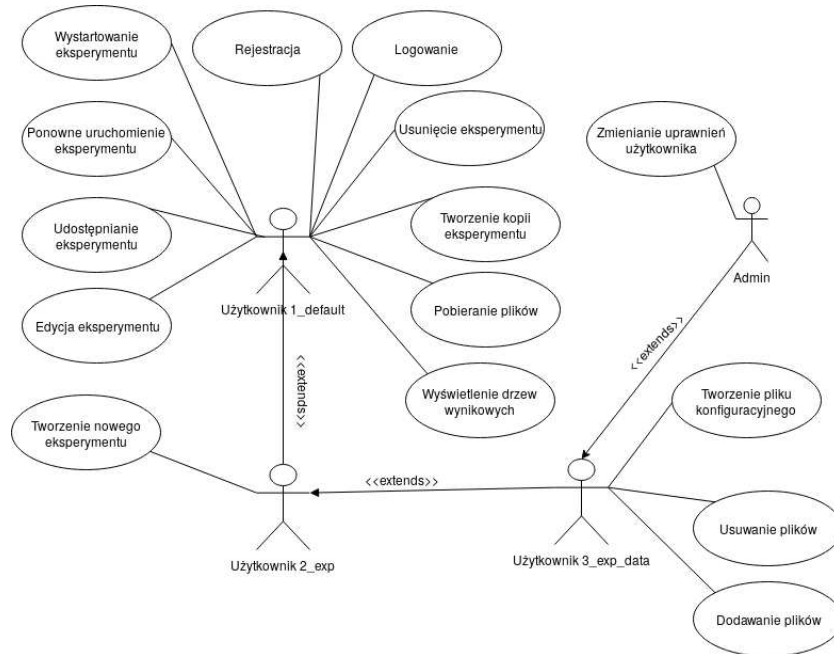 Wystartowanie
eksperymentu
Rejestracja
Logowanie
Ponowne uruchomienie
eksperymentu
Usunięcie eksperymentu
Zmienianie uprawnień
użytkownika
Udostępnianie
eksperymentu
Tworzenie kopii
eksperymentu
Admin
Edycja eksperymentu
Użytkownik 1_default
Pobieranie plików
<<extends>>
<<extends>>
Wyświetlenie drzew
wynikowych
Tworzenie pliku
konfiguracyjnego
Tworzenie nowego
eksperymentu
<<extends>>
Użytkownik 2_exp
Użytkownik 3_exp_data
Usuwanie plików
Dodawanie plików